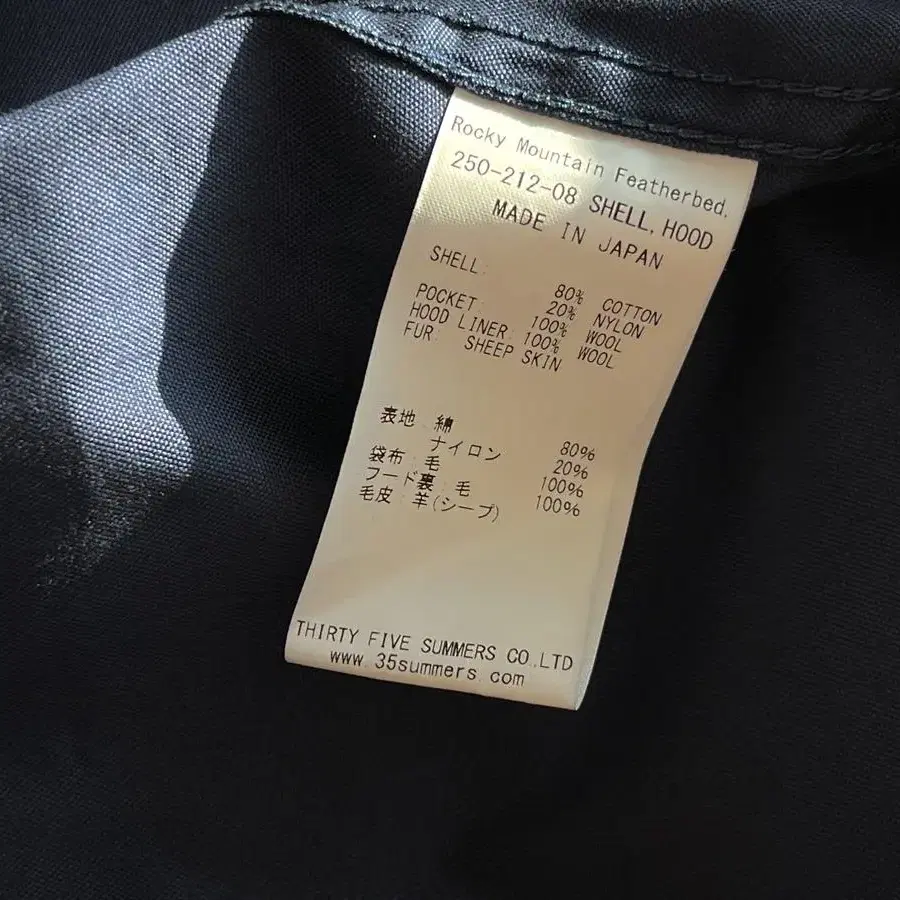 Rocky Mountain Featherbed.
250-212-08 SHELL.HOOD
MADE IN JAPAN
SHELL:
80% COTTON
20% NYLON
POCKET: 100% WOOL
HOOD LINER: 100% WOOL
FUR: SHEEP SKIN
表地:綿 80%
ナイロン 20%
袋布:毛 100%
フード裏:毛 100%
毛皮:羊(シープ)
THIRTY FIVE SUMMERS CO.,LTD
www.35summers.com